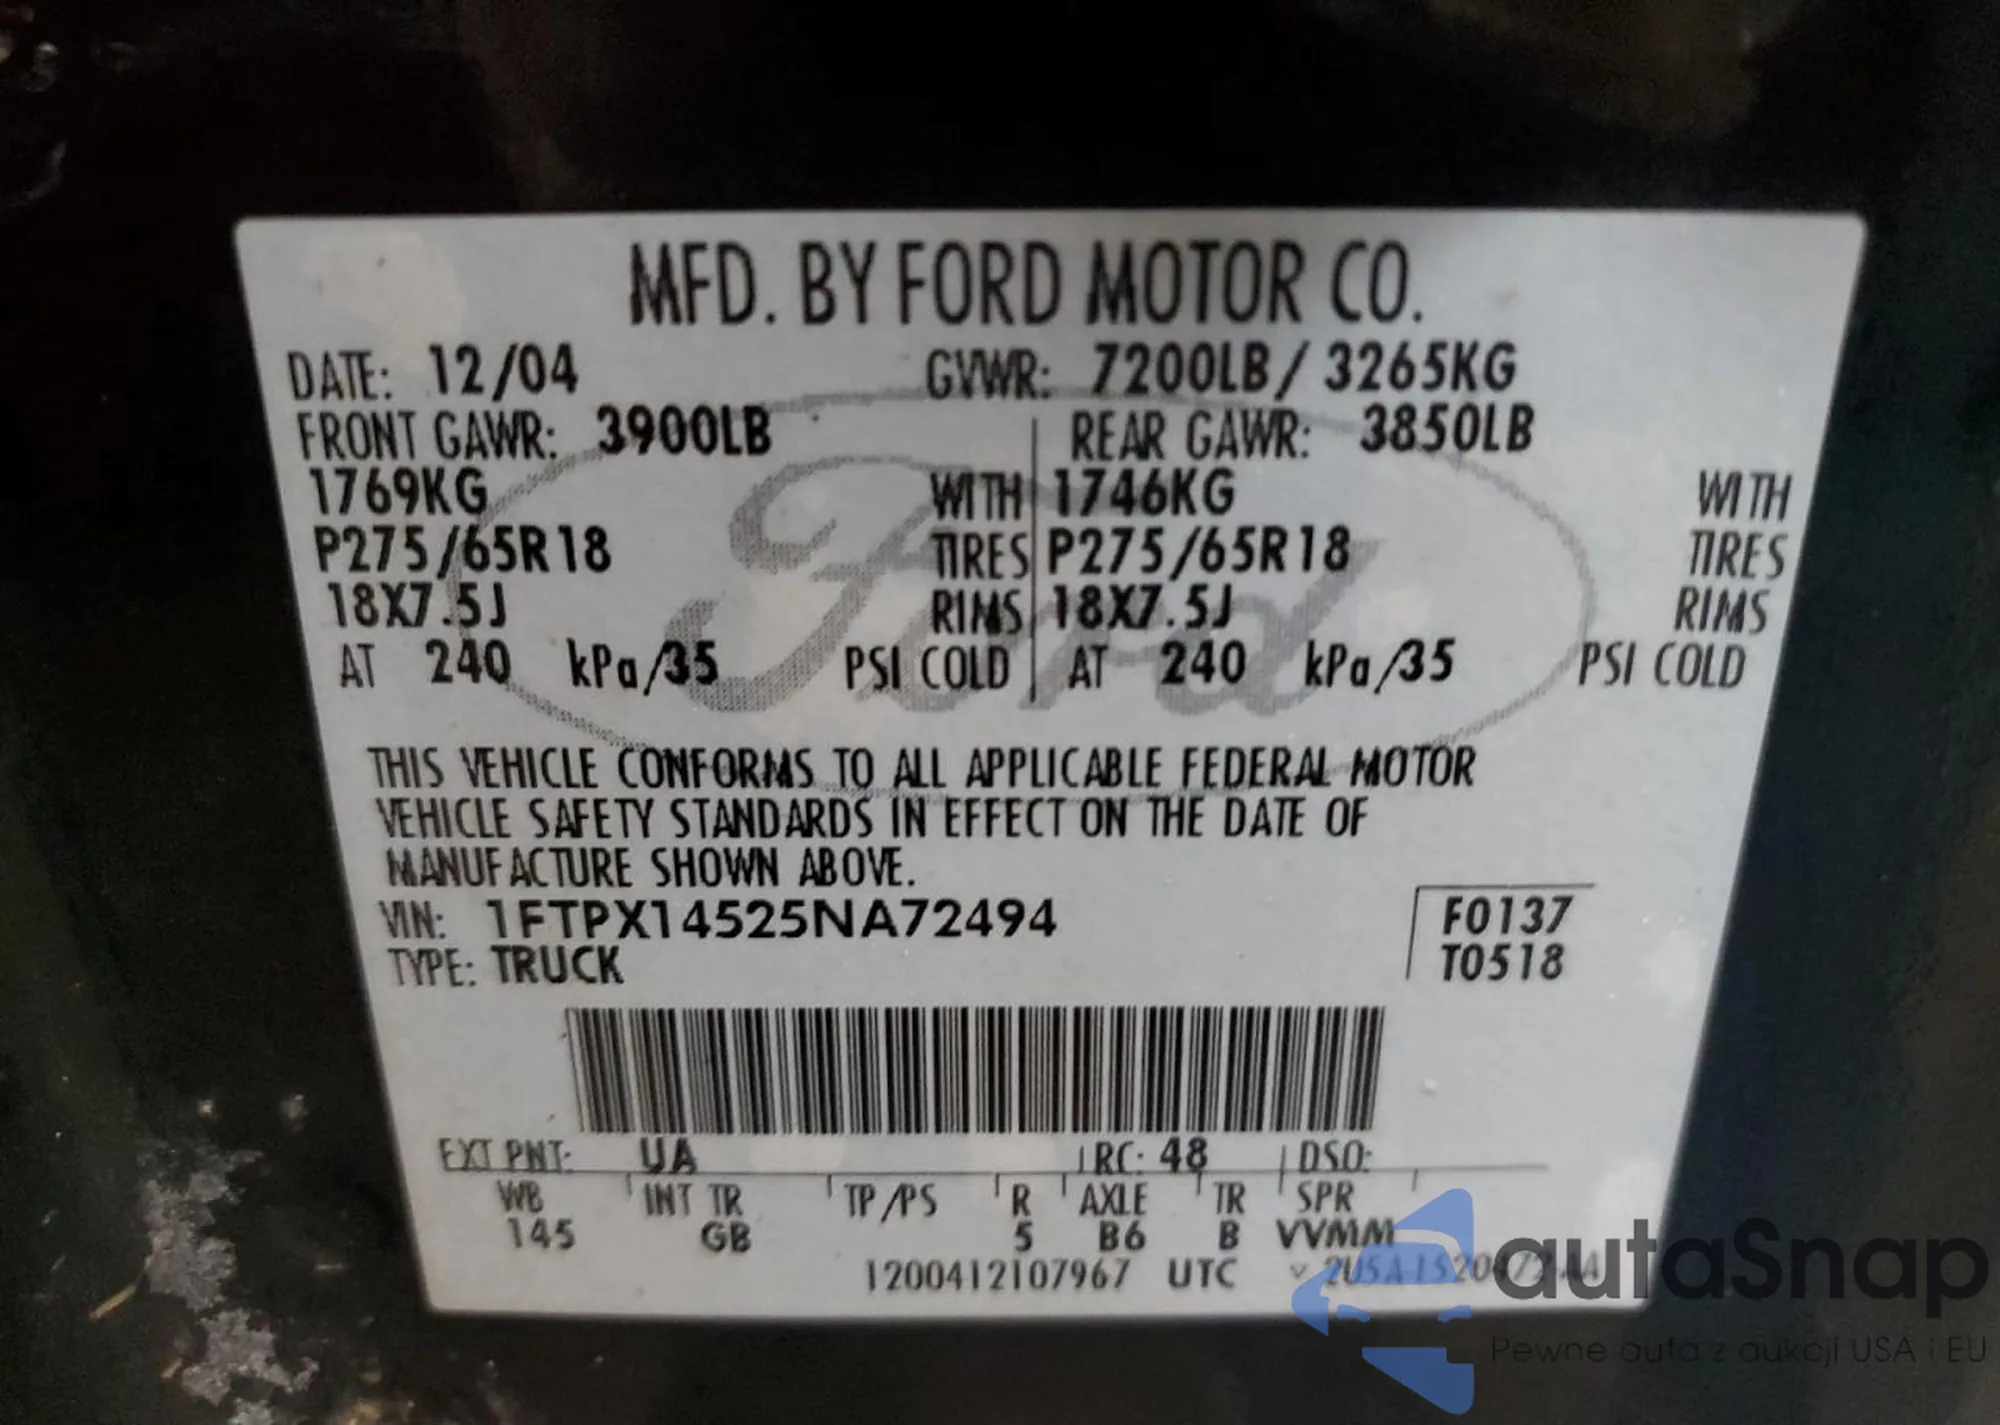 MFD. BY FORD MOTOR CO.
DATE: 12/04 GVWR: 7200LB/3265KG
FRONT GAWR: 3900LB REAR GAWR: 3850LB
1769KG WITH 1746KG WITH
P275/65R18 TIRES P275/65R18 TIRES
18X7.5J RIMS 18X7.5J RIMS
AT 240 kPa/35 PSI COLD AT 240 kPa/35 PSI COLD
Ford
THIS VEHICLE CONFORMS TO ALL APPLICABLE FEDERAL MOTOR
VEHICLE SAFETY STANDARDS IN EFFECT ON THE DATE OF
MANUFACTURE SHOWN ABOVE.
VIN: 1FTPX14525NA72494 F0137
TYPE: TRUCK T0518
EXT PNT: UA RC: 48 DSO:
WB INT TR TP/PS R AXLE TR SPR
145 GB 5 B6 B VVMM
1200412107967 UTC
autaSnap
Pewne auta z aukcji USA i EU